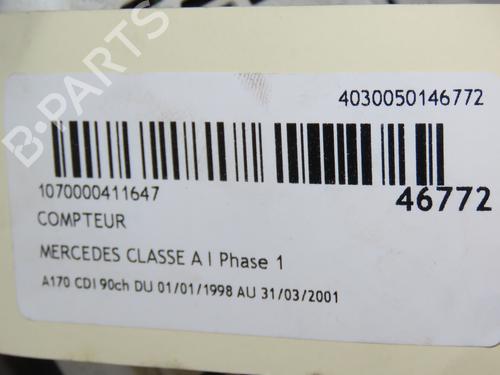 4030050146772
1070000411647
46772
COMPTEUR
MERCEDES CLASSE A I Phase 1
A170 CDI 90ch DU 01/01/1998 AU 31/03/2001
B-PARTS